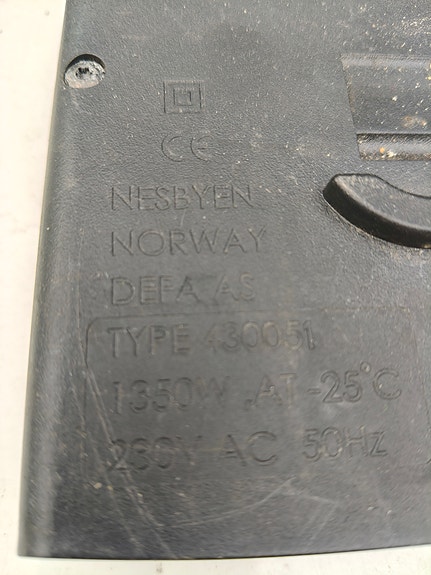 CE
NESBYEN
NORWAY
DEFA AS
TYPE 430051
1350W AT -25°C
230V AC 50Hz